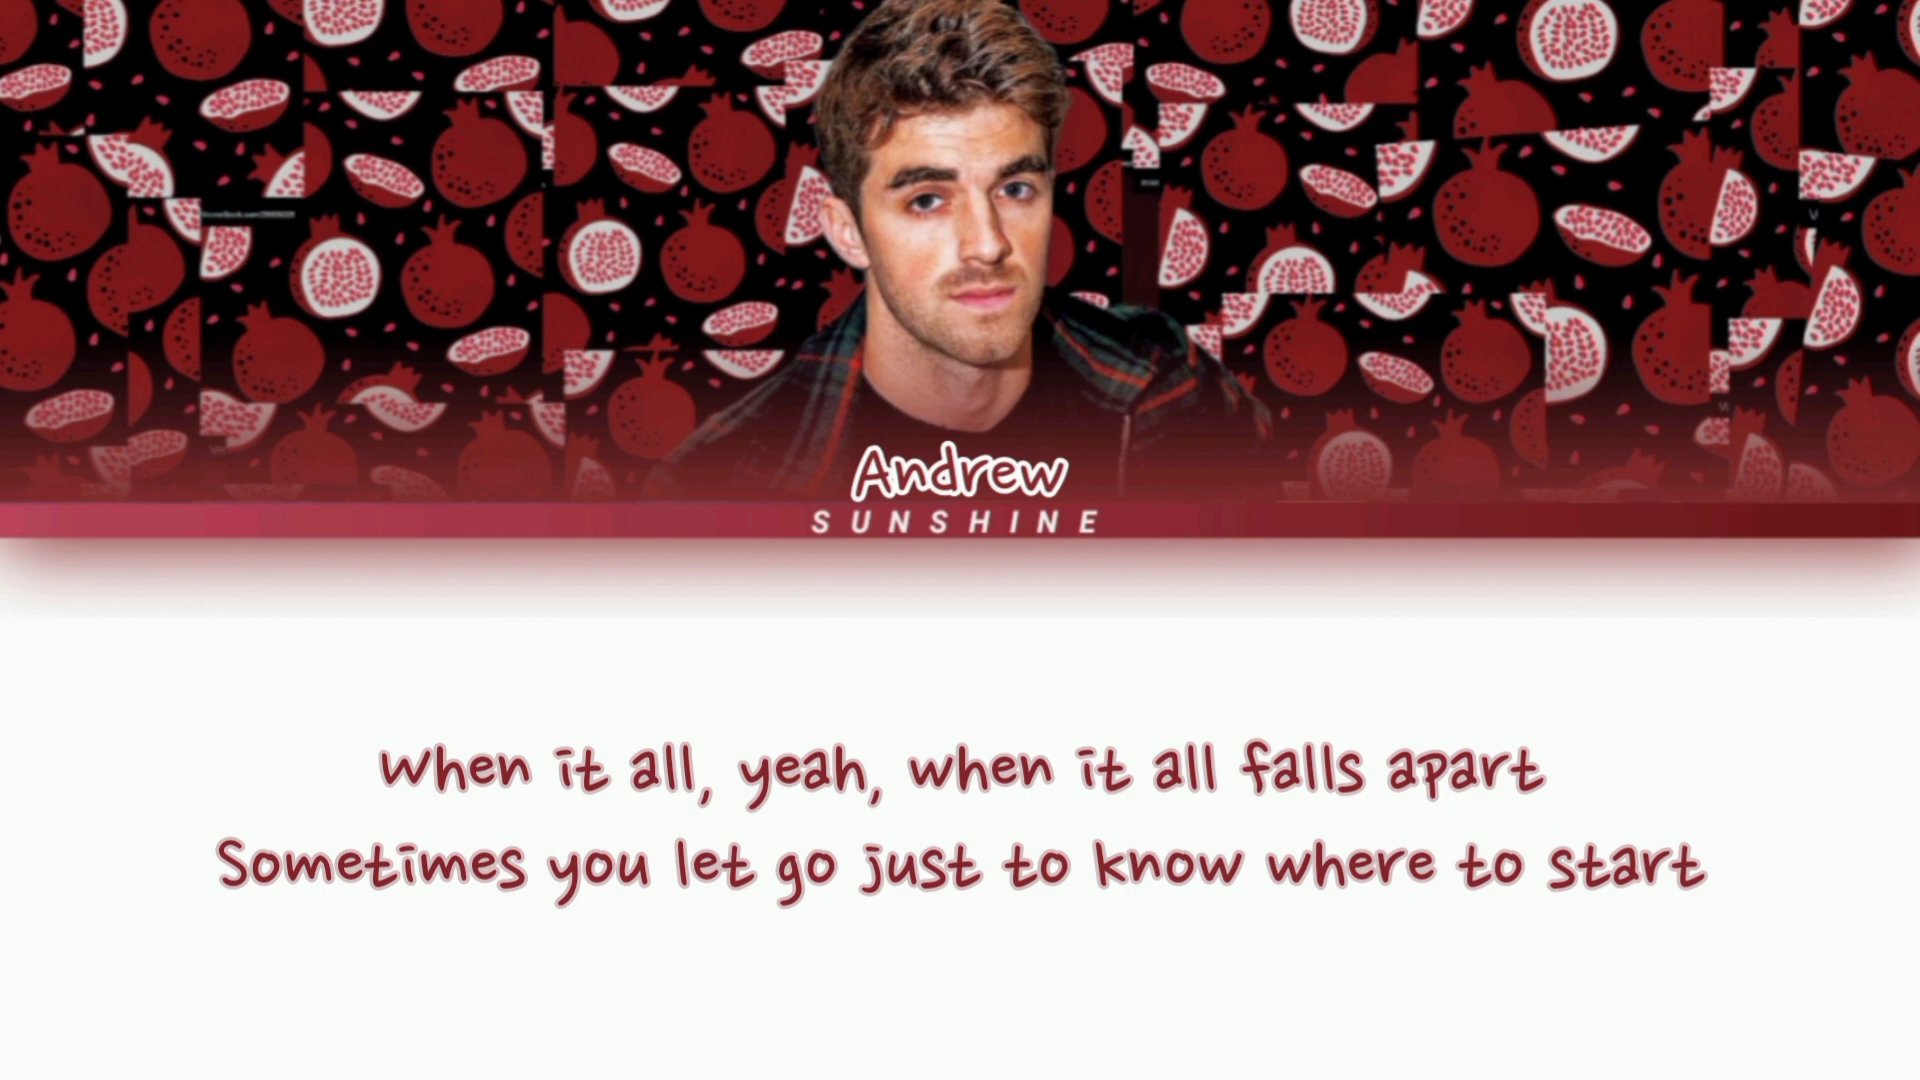 Andrew
SUNSHINE
When it all, yeah, when it all falls apart
Sometimes you let go just to know where to start